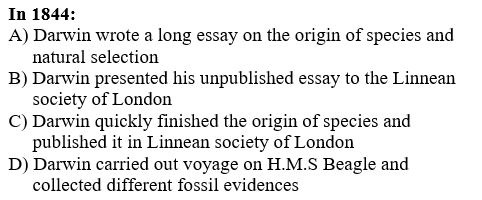 In 1844:
A) Darwin wrote a long essay on the origin of species and
natural selection
B) Darwin presented his unpublished essay to the Linnean
society of London
C) Darwin quickly finished the origin of species and
published it in Linnean society of London
D) Darwin carried out voyage on H.M.S Beagle and
collected different fossil evidences